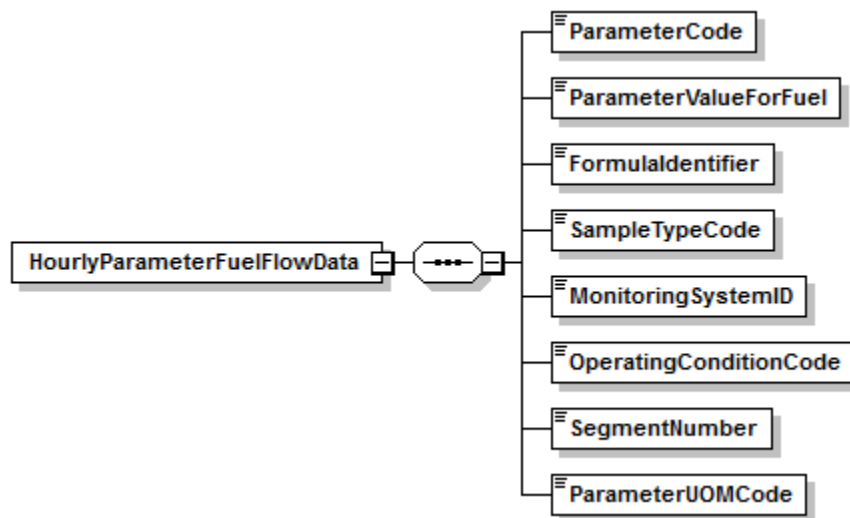 ParameterCode
ParameterValueForFuel
FormulaIdentifier
SampleTypeCode
HourlyParameterFuelFlowData
MonitoringSystemID
OperatingConditionCode
SegmentNumber
ParameterUOMCode